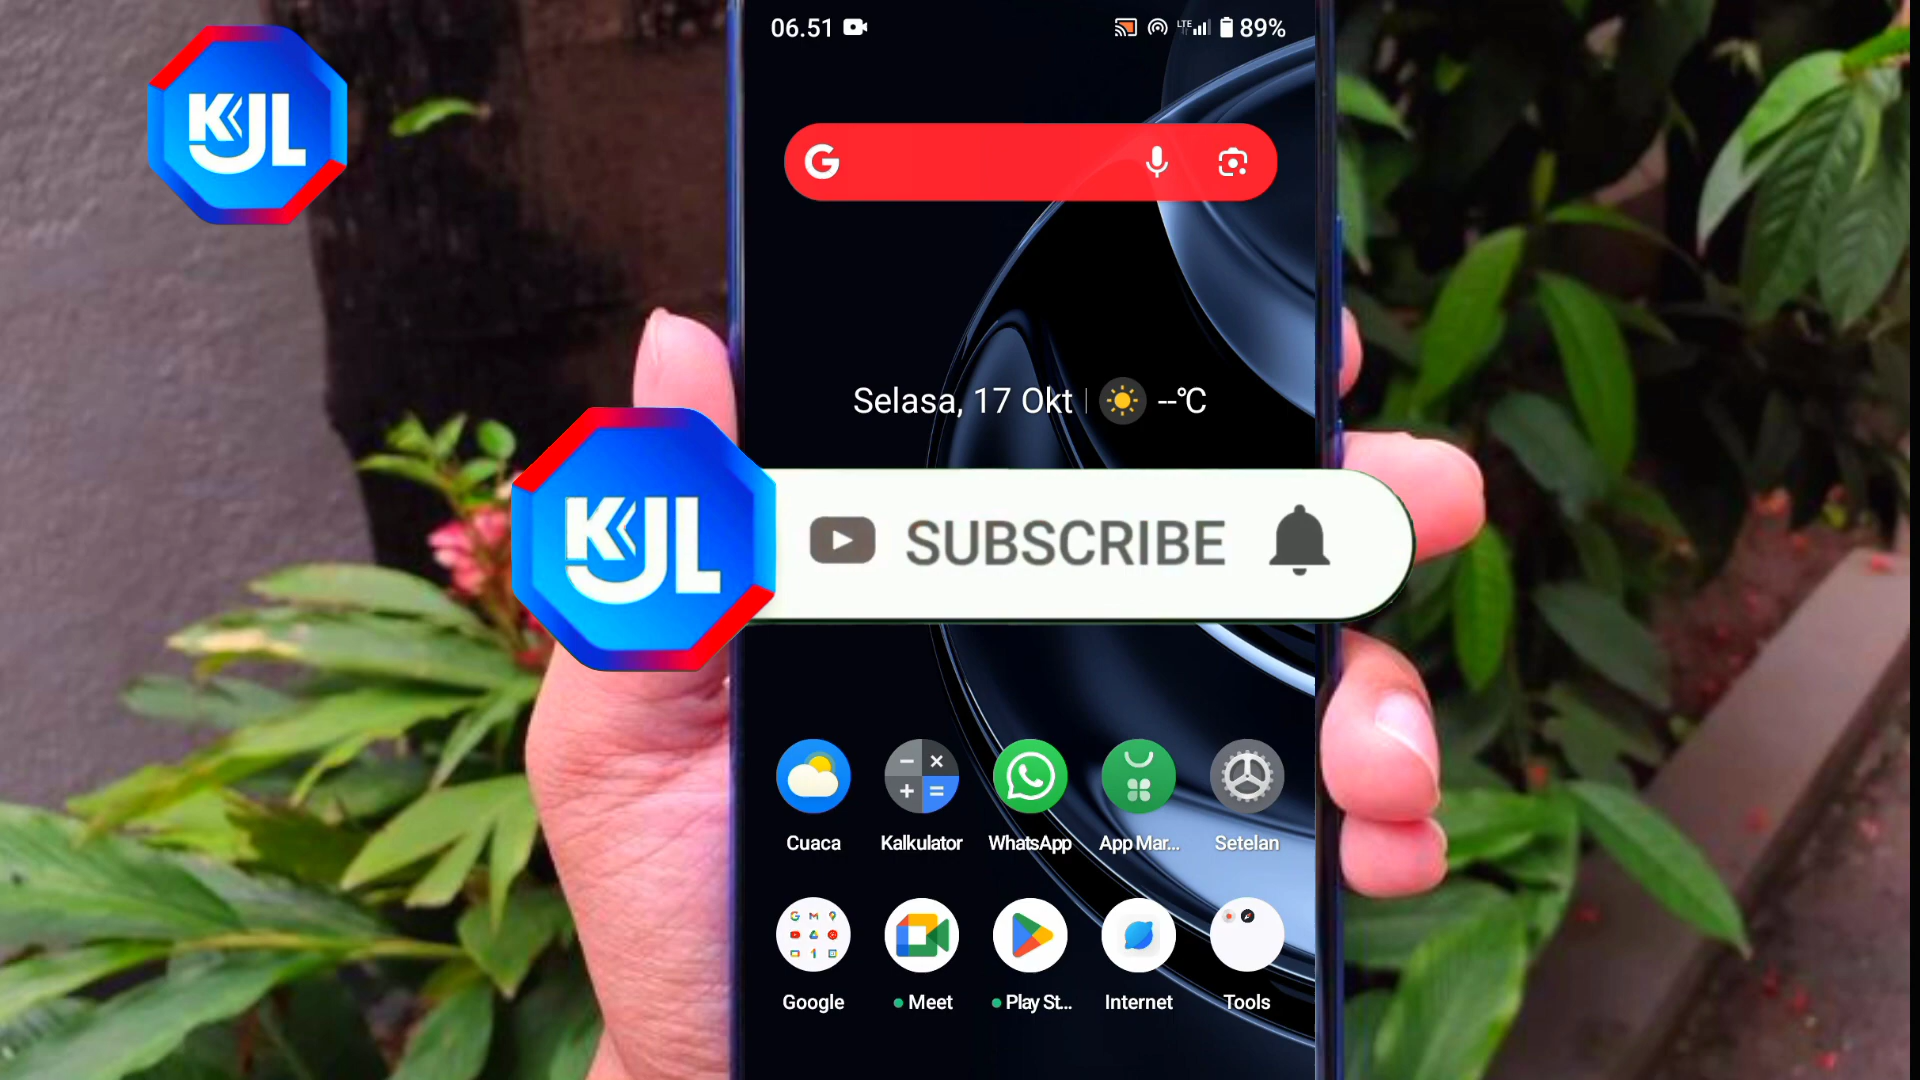 06.51
LTE
89%
KJL
G
Selasa, 17 Okt | --°C
KJL
SUBSCRIBE
Cuaca
Kalkulator
WhatsApp
App Mar...
Setelan
Google
Meet
Play St...
Internet
Tools